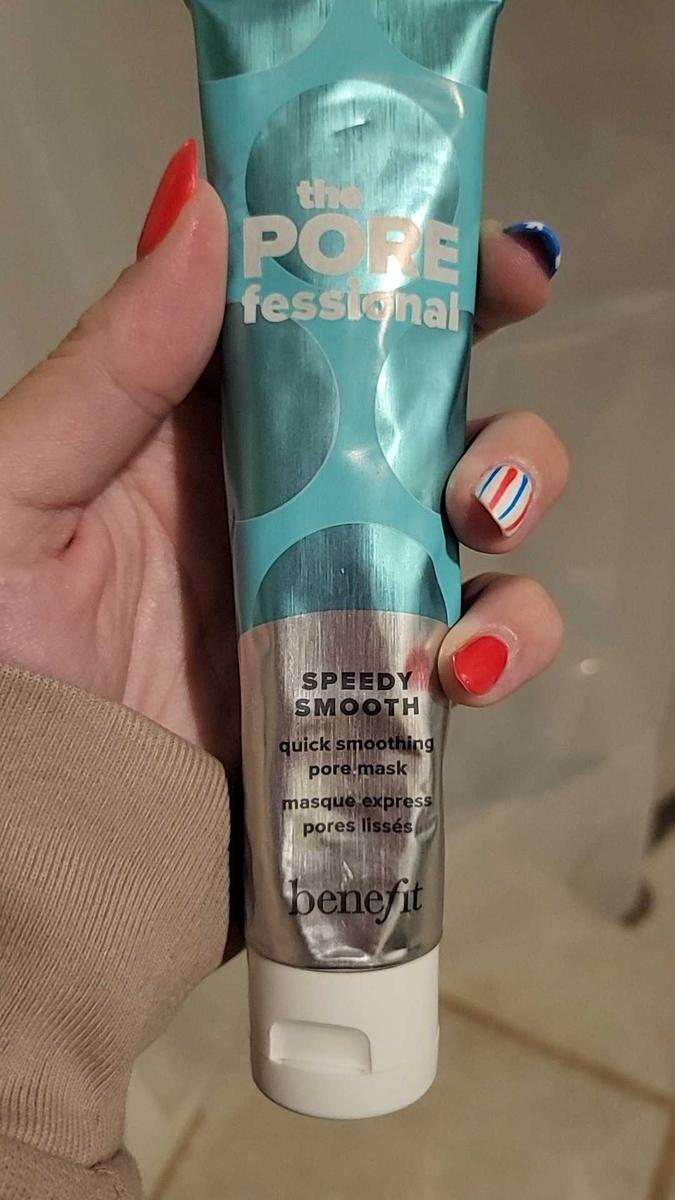 the
PORE
fessional
SPEEDY
SMOOTH
quick smoothing
pore mask
masque express
pores lissés
benefit